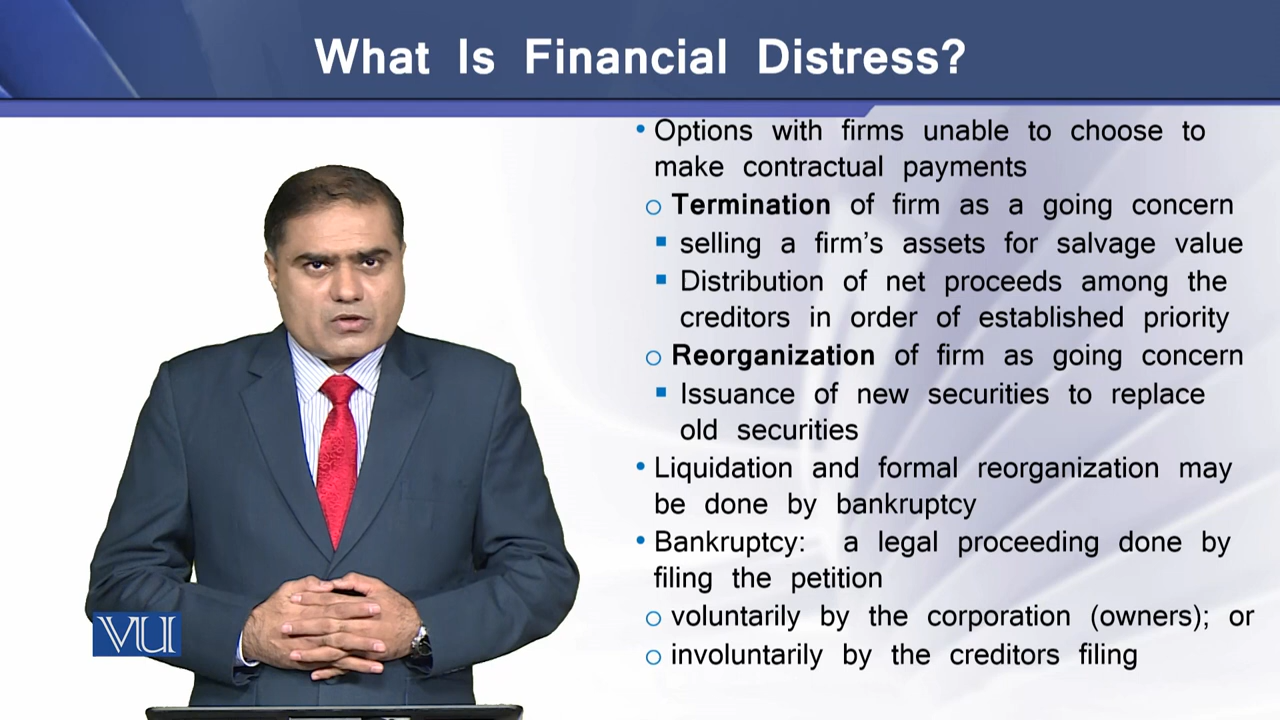 What Is Financial Distress?
• Options with firms unable to choose to
make contractual payments
o Termination of firm as a going concern
▪ selling a firm's assets for salvage value
▪ Distribution of net proceeds among the
creditors in order of established priority
o Reorganization of firm as going concern
▪ Issuance of new securities to replace
old securities
• Liquidation and formal reorganization may
be done by bankruptcy
• Bankruptcy: a legal proceeding done by
filing the petition
o voluntarily by the corporation (owners); or
o involuntarily by the creditors filing
VU